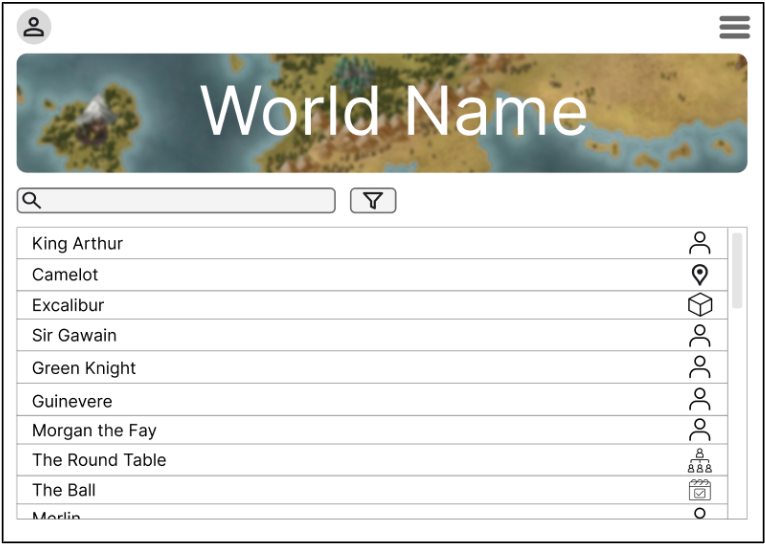 World Name
King Arthur
Camelot
Excalibur
Sir Gawain
Green Knight
Guinevere
Morgan the Fay
The Round Table
The Ball
Merlin